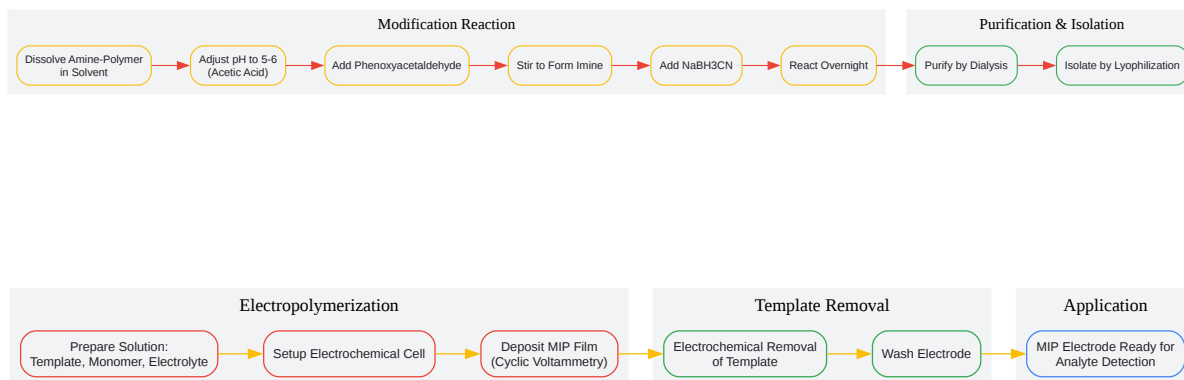 Modification Reaction
Purification & Isolation
Dissolve Amine-Polymer
in Solvent
Adjust pH to 5-6
(Acetic Acid)
Add Phenoxyacetaldehyde
Stir to Form Imine
Add NaBH3CN
React Overnight
Purify by Dialysis
Isolate by Lyophilization
Electropolymerization
Template Removal
Application
Prepare Solution:
Template, Monomer, Electrolyte
Setup Electrochemical Cell
Deposit MIP Film
(Cyclic Voltammetry)
Electrochemical Removal
of Template
Wash Electrode
MIP Electrode Ready for
Analyte Detection